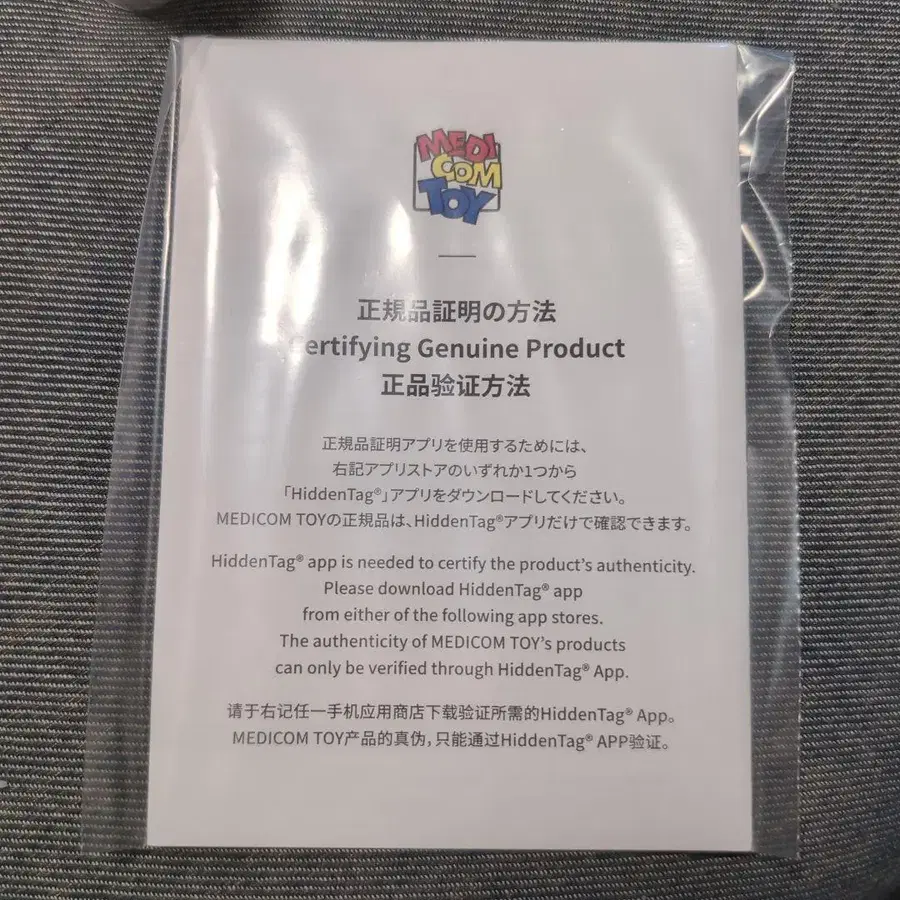 MEDI
COM
TOY
正規品証明の方法
Certifying Genuine Product
正品验证方法
正規品証明アプリを使用するためには、
右記アプリストアのいずれか1つから
「HiddenTag®」アプリをダウンロードしてください。
MEDICOM TOYの正規品は、HiddenTag®アプリだけで確認できます。
HiddenTag® app is needed to certify the product's authenticity.
Please download HiddenTag® app
from either of the following app stores.
The authenticity of MEDICOM TOY's products
can only be verified through HiddenTag® App.
请于右记任一手机应用商店下载验证所需的HiddenTag® App。
MEDICOM TOY产品的真伪，只能通过HiddenTag® APP验证。